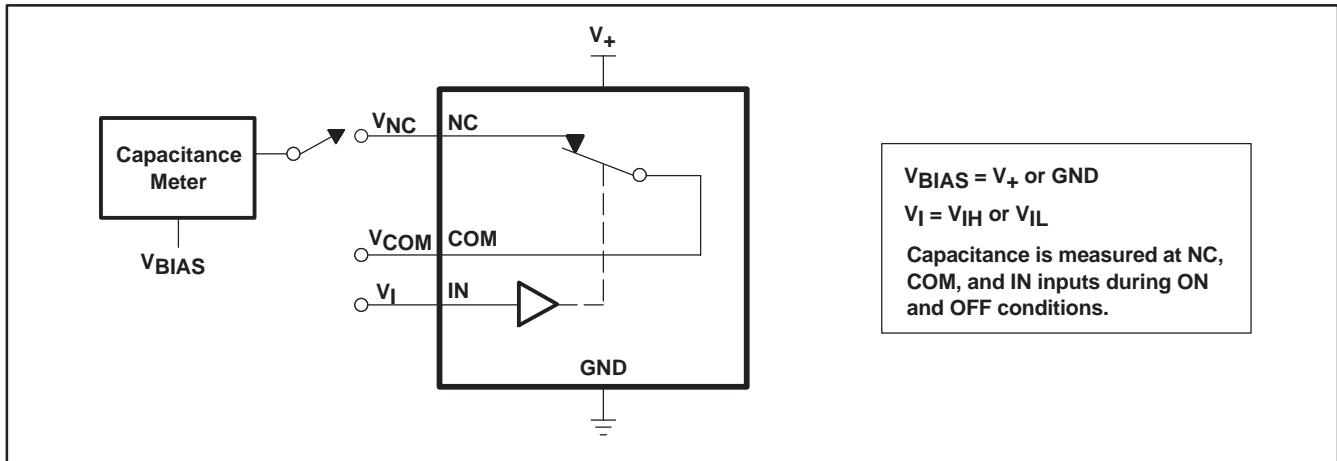 V+
VNC NC
Capacitance
Meter
VBIAS
VCOM COM
VI IN
GND
VBIAS = V+ or GND
VI = VIH or VIL
Capacitance is measured at NC,
COM, and IN inputs during ON
and OFF conditions.